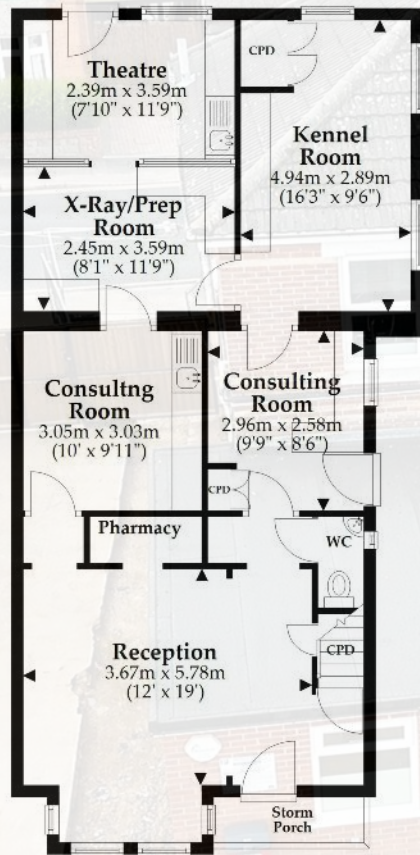 Theatre
2.39m x 3.59m
(7'10" x 11'9")
CPD
Kennel
Room
4.94m x 2.89m
(16'3" x 9'6")
X-Ray/Prep
Room
2.45m x 3.59m
(8'1" x 11'9")
Consultng
Room
3.05m x 3.03m
(10' x 9'11")
Consulting
Room
2.96m x 2.58m
(9'9" x 8'6")
CPD
Pharmacy
WC
Reception
3.67m x 5.78m
(12' x 19')
CPD
Storm
Porch